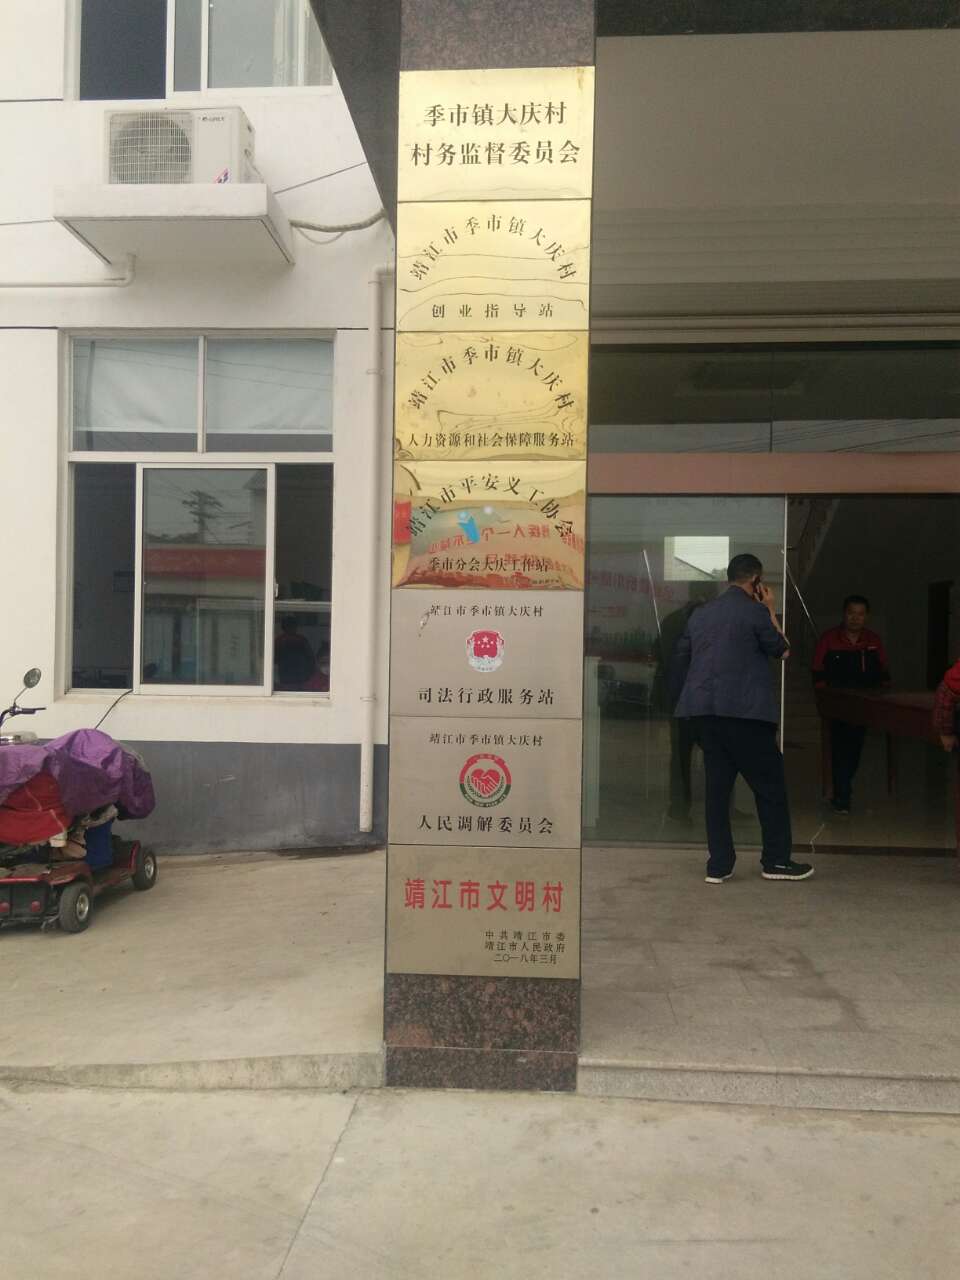 季市镇大庆村
村务监督委员会
靖江市季市镇大庆村
创业指导站
靖江市季市镇大庆村
人力资源和社会保障服务站
靖江市平安义工协会
季市分会大庆工作站
靖江市季市镇大庆村
司法行政服务站
靖江市季市镇大庆村
人民调解委员会
靖江市文明村
中共靖江市委
靖江市人民政府
二〇一八年三月